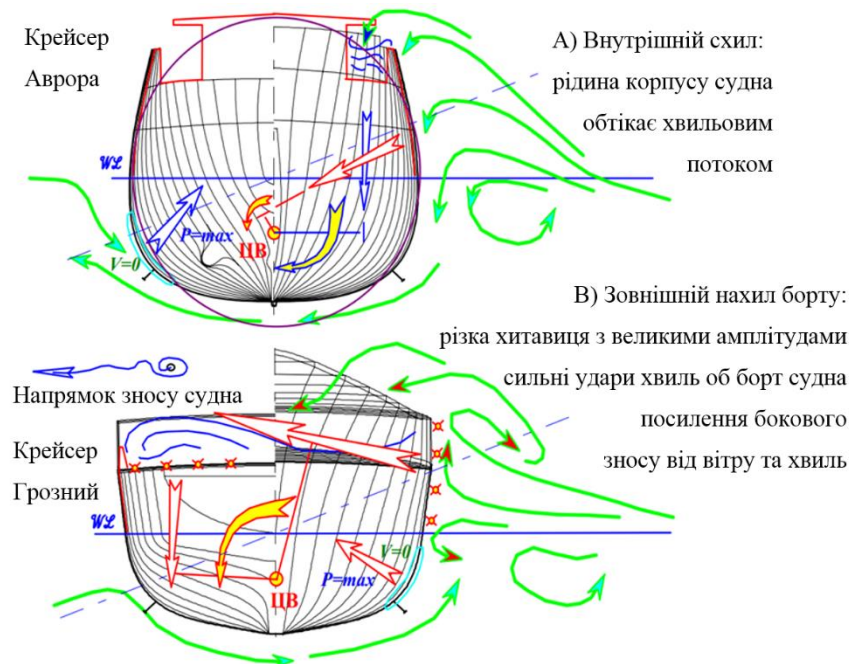 Крейсер
Аврора
А) Внутрішній схил:
рідина корпусу судна
обтікає хвильовим
потоком
WL
P=max
ЦВ
V=0
В) Зовнішній нахил борту:
різка хитавиця з великими амплітудами
сильні удари хвиль об борт судна
посилення бокового
зносу від вітру та хвиль
Напрямок зносу судна
Крейсер
Грозний
WL
V=0
P=max
ЦВ